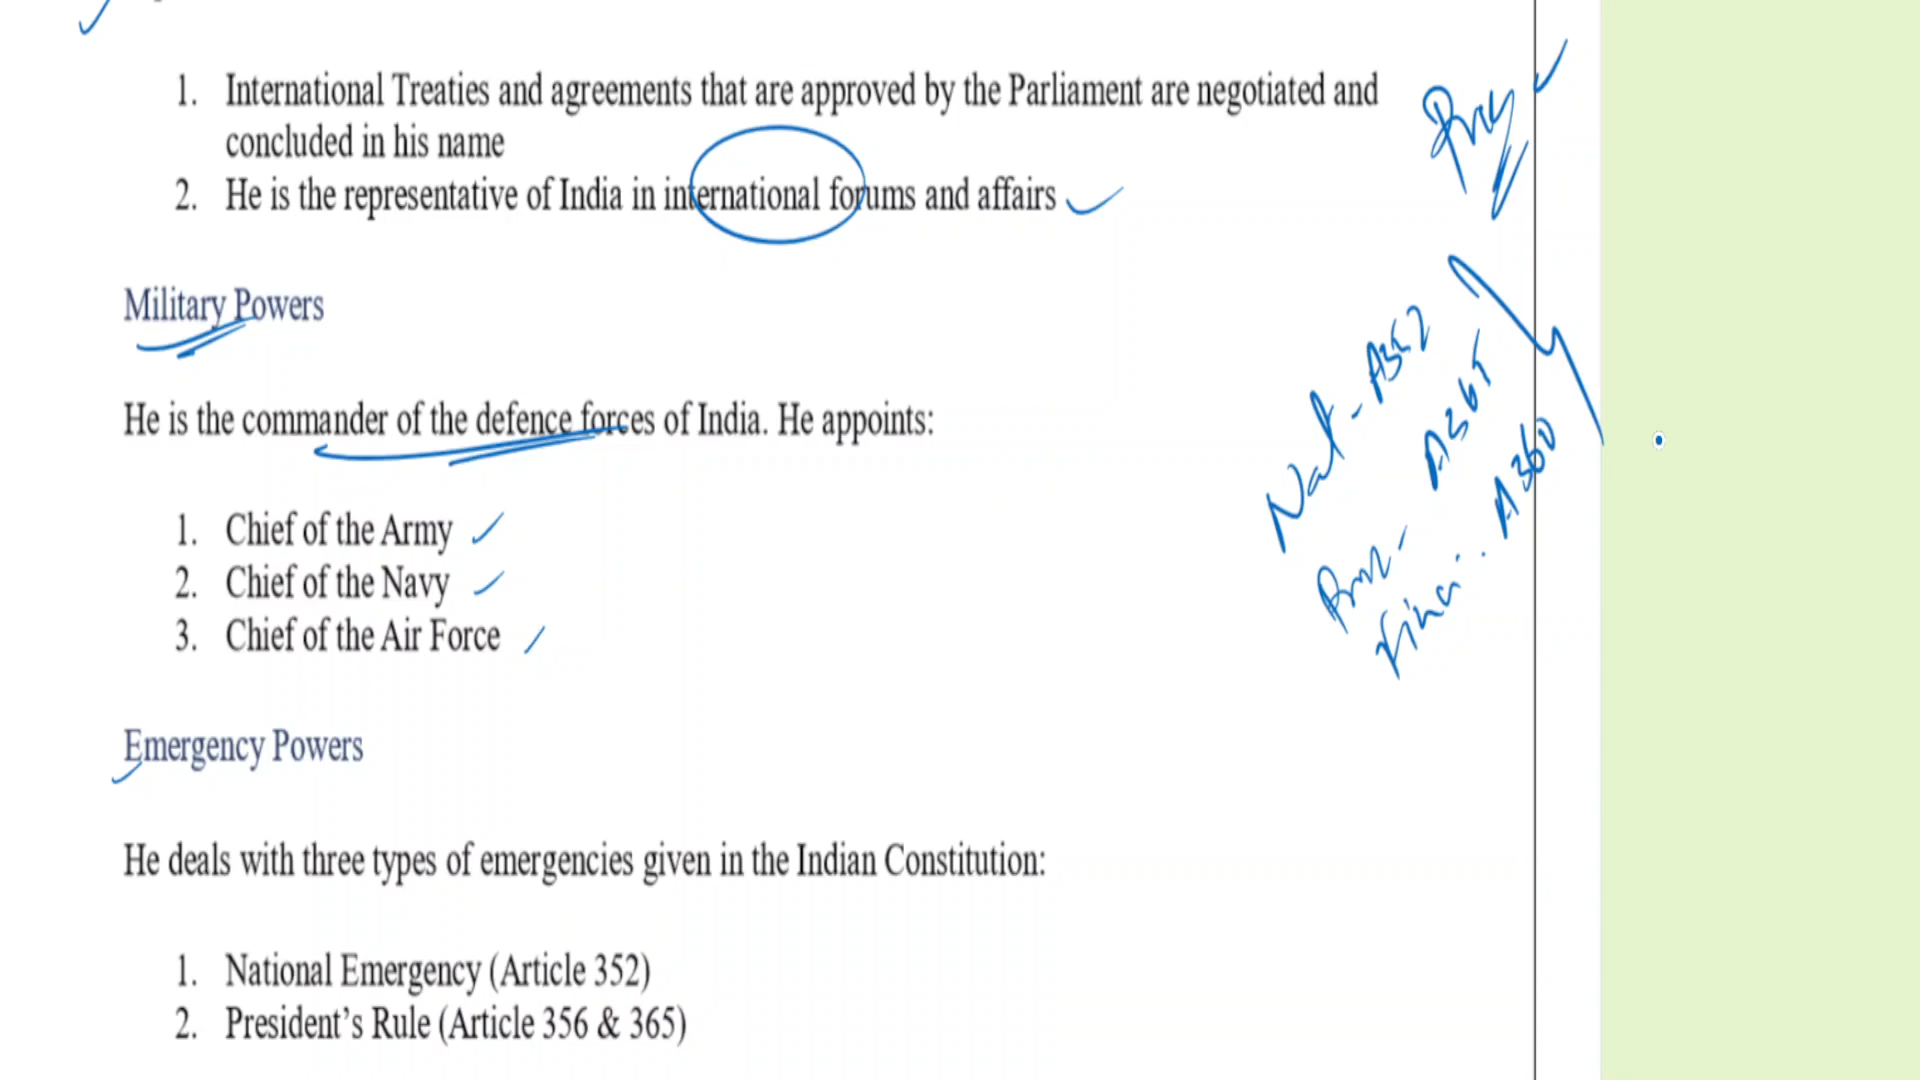 1. International Treaties and agreements that are approved by the Parliament are negotiated and
concluded in his name
2. He is the representative of India in international forums and affairs
Military Powers
He is the commander of the defence forces of India. He appoints:
1. Chief of the Army
2. Chief of the Navy
3. Chief of the Air Force
Emergency Powers
He deals with three types of emergencies given in the Indian Constitution:
1. National Emergency (Article 352)
2. President’s Rule (Article 356 & 365)
Nat - A352
A365
A360